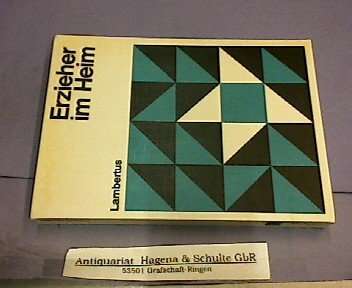 Erzieher
im Heim
Lambertus
Antiquariat Hagena & Schulte GbR
53501 Grafschaft-Ringen